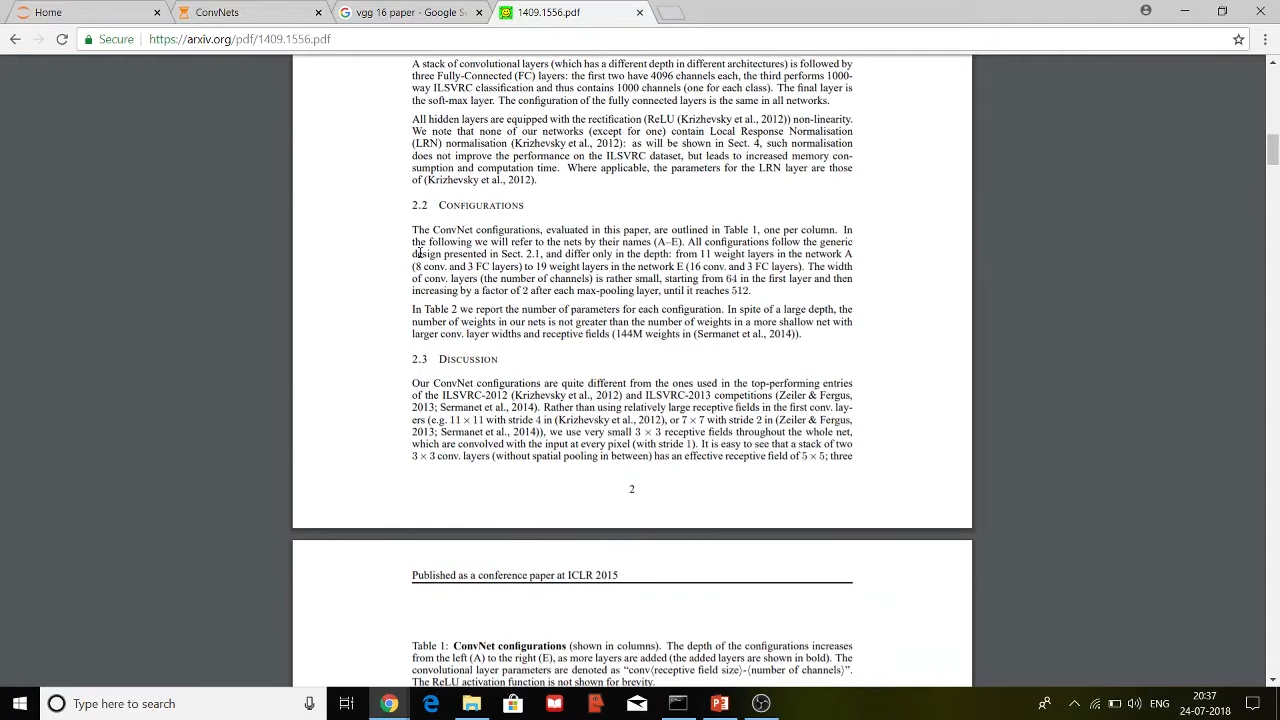 Home
ConvNets
vgg 16 paper - Google S
1409.1556.pdf
Secure
https://arxiv.org/pdf/1409.1556.pdf
A stack of convolutional layers (which has a different depth in different architectures) is followed by
three Fully-Connected (FC) layers: the first two have 4096 channels each, the third performs 1000-
way ILSVRC classification and thus contains 1000 channels (one for each class). The final layer is
the soft-max layer. The configuration of the fully connected layers is the same in all networks.
All hidden layers are equipped with the rectification (ReLU (Krizhevsky et al., 2012)) non-linearity.
We note that none of our networks (except for one) contain Local Response Normalisation
(LRN) normalisation (Krizhevsky et al., 2012): as will be shown in Sect. 4, such normalisation
does not improve the performance on the ILSVRC dataset, but leads to increased memory con-
sumption and computation time. Where applicable, the parameters for the LRN layer are those
of (Krizhevsky et al., 2012).
2.2 CONFIGURATIONS
The ConvNet configurations, evaluated in this paper, are outlined in Table 1, one per column. In
the following we will refer to the nets by their names (A–E). All configurations follow the generic
design presented in Sect. 2.1, and differ only in the depth: from 11 weight layers in the network A
(8 conv. and 3 FC layers) to 19 weight layers in the network E (16 conv. and 3 FC layers). The width
of conv. layers (the number of channels) is rather small, starting from 64 in the first layer and then
increasing by a factor of 2 after each max-pooling layer, until it reaches 512.
In Table 2 we report the number of parameters for each configuration. In spite of a large depth, the
number of weights in our nets is not greater than the number of weights in a more shallow net with
larger conv. layer widths and receptive fields (144M weights in (Sermanet et al., 2014)).
2.3 DISCUSSION
Our ConvNet configurations are quite different from the ones used in the top-performing entries
of the ILSVRC-2012 (Krizhevsky et al., 2012) and ILSVRC-2013 competitions (Zeiler & Fergus,
2013; Sermanet et al., 2014). Rather than using relatively large receptive fields in the first conv. lay-
ers (e.g. 11 × 11 with stride 4 in (Krizhevsky et al., 2012), or 7 × 7 with stride 2 in (Zeiler & Fergus,
2013; Sermanet et al., 2014)), we use very small 3 × 3 receptive fields throughout the whole net,
which are convolved with the input at every pixel (with stride 1). It is easy to see that a stack of two
3 × 3 conv. layers (without spatial pooling in between) has an effective receptive field of 5 × 5; three
2
Published as a conference paper at ICLR 2015
Table 1: ConvNet configurations (shown in columns). The depth of the configurations increases
from the left (A) to the right (E), as more layers are added (the added layers are shown in bold). The
convolutional layer parameters are denoted as “conv⟨receptive field size⟩-⟨number of channels⟩”.
The ReLU activation function is not shown for brevity.
Type here to search
ENG
20:37
24-07-2018